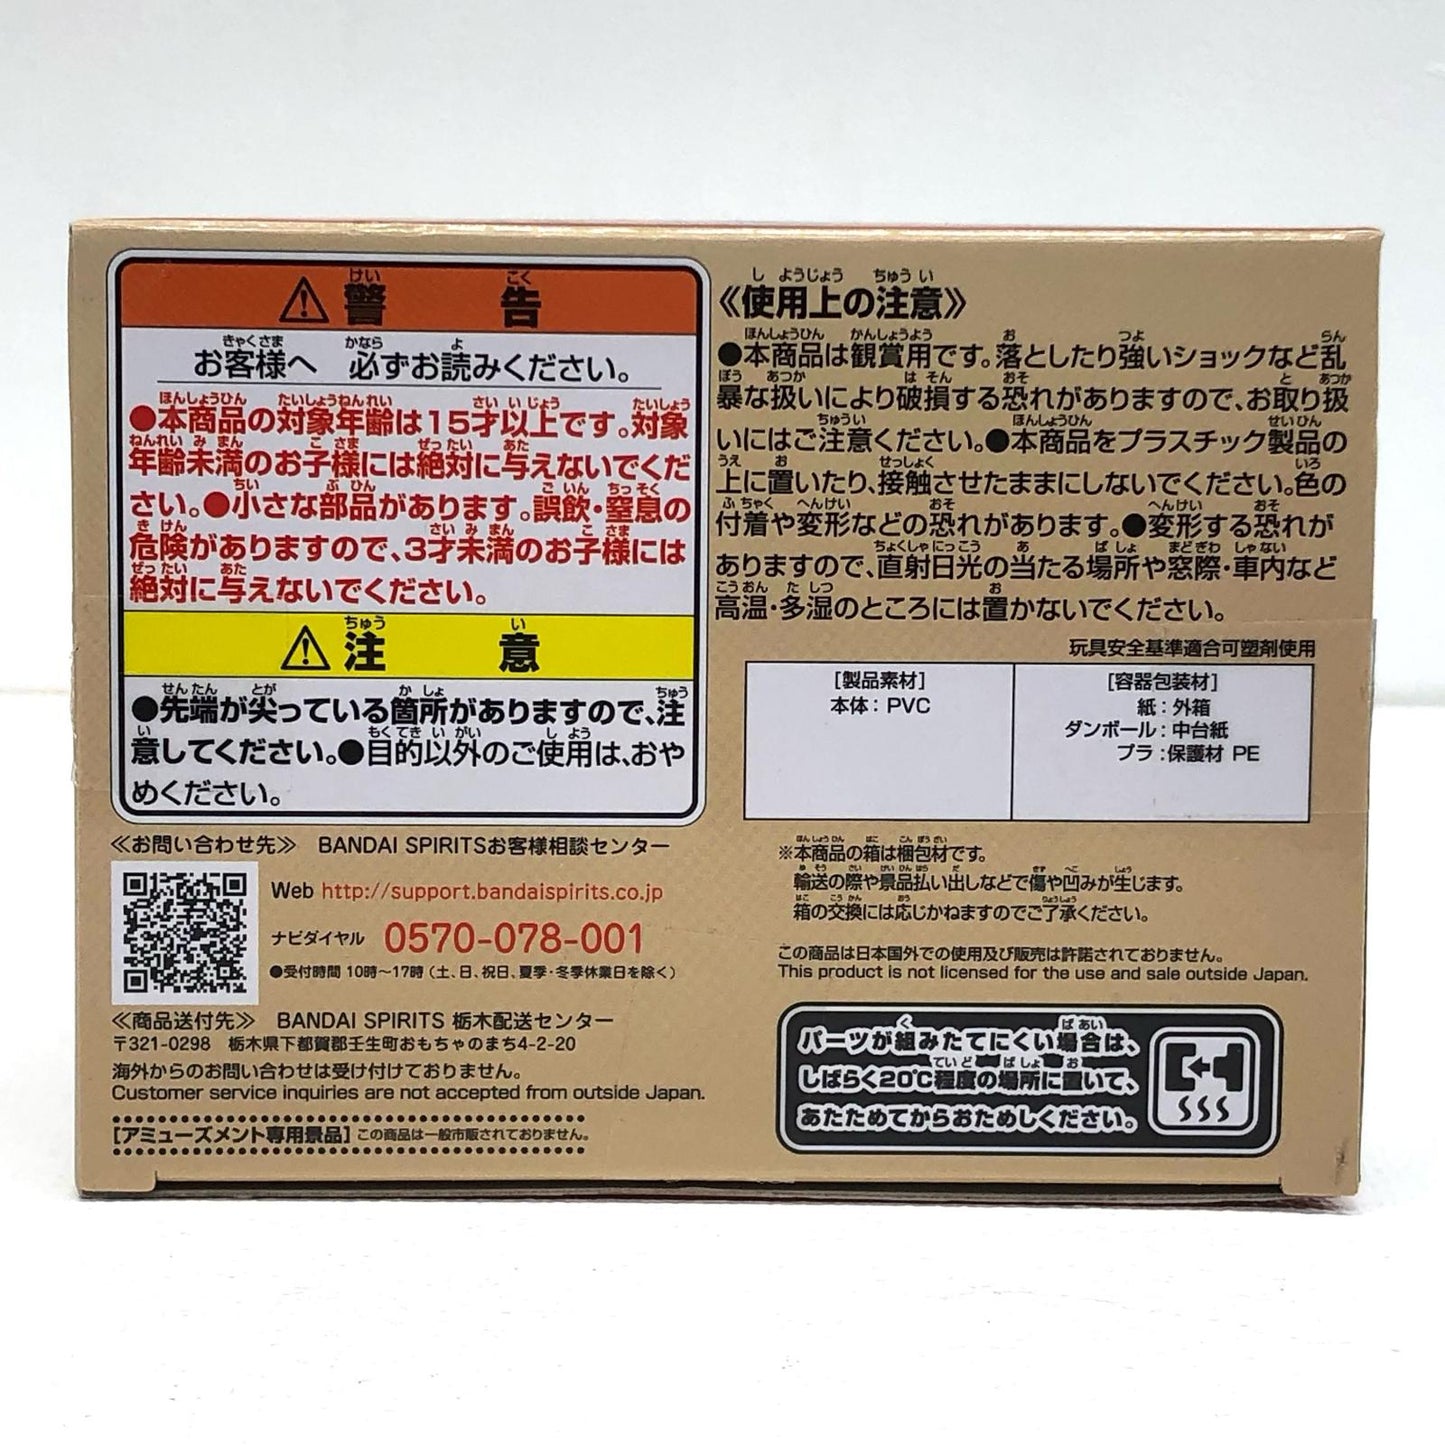 警告
お客様へ 必ずお読みください。
●本商品の対象年齢は15才以上です。対象
年齢未満のお子様には絶対に与えないでくだ
さい。●小さな部品があります。誤飲・窒息の
危険がありますので、3才未満のお子様には
絶対に与えないでください。
注意
●先端が尖っている箇所がありますので、注
意してください。●目的以外のご使用は、おや
めください。
≪お問い合わせ先≫ BANDAI SPIRITSお客様相談センター
Web http://support.bandaispirits.co.jp
ナビダイヤル 0570-078-001
●受付時間 10時〜17時(土、日、祝日、夏季・冬季休業日を除く)
≪商品送付先≫ BANDAI SPIRITS 栃木配送センター
〒321-0298 栃木県下都賀郡壬生町おもちゃのまち4-2-20
海外からのお問い合わせは受け付けておりません。
Customer service inquiries are not accepted from outside Japan.
【アミューズメント専用景品】この商品は一般市販されておりません。
《使用上の注意》
●本商品は観賞用です。落としたり強いショックなど乱
暴な扱いにより破損する恐れがありますので、お取り扱
いにはご注意ください。●本商品をプラスチック製品の
上に置いたり、接触させたままにしないでください。色の
付着や変形などの恐れがあります。●変形する恐れが
ありますので、直射日光の当たる場所や窓際・車内など
高温・多湿のところには置かないでください。
玩具安全基準適合可塑剤使用
[製品素材]
本体：PVC
[容器包装材]
紙：外箱
ダンボール：中台紙
プラ：保護材 PE
※本商品の箱は梱包材です。
輸送の際や景品払い出しなどで傷や凹みが生じます。
箱の交換には応じかねますのでご了承ください。
この商品は日本国外での使用及び販売は許諾されておりません。
This product is not licensed for the use and sale outside Japan.
パーツが組みたてにくい場合は、
しばらく20℃程度の場所に置いて、
あたためてからおためしください。